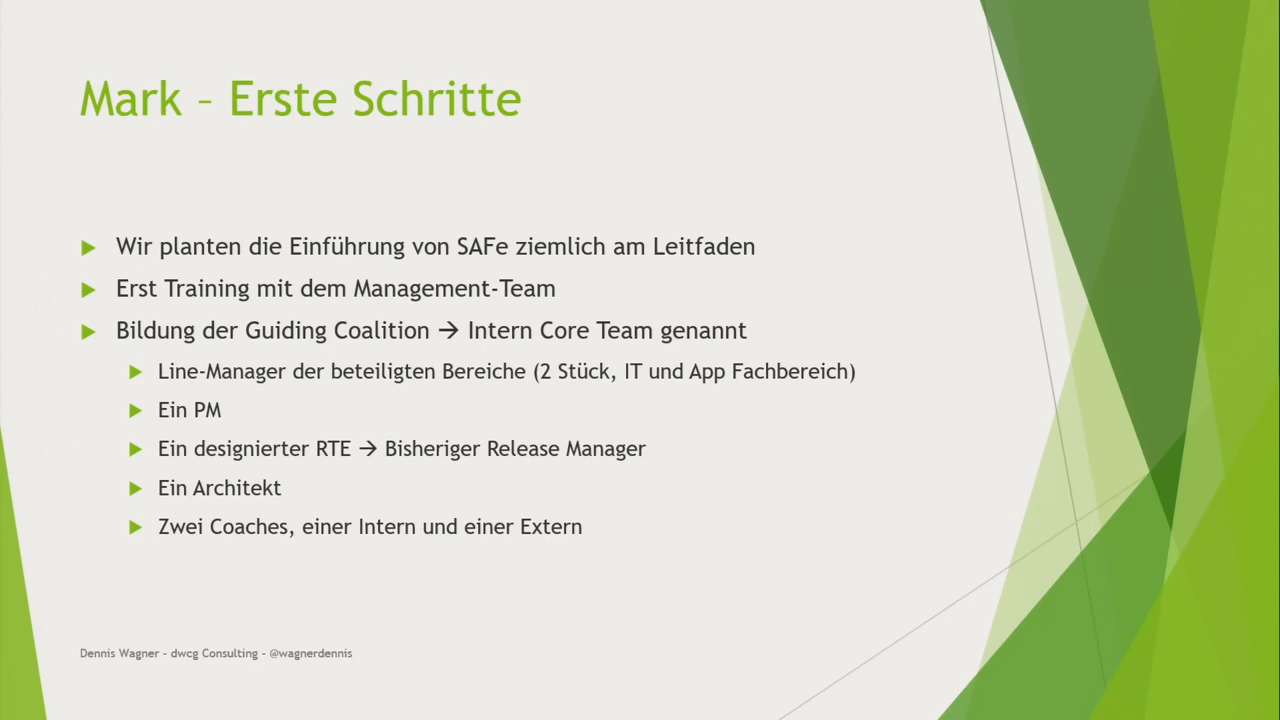 Mark – Erste Schritte
Wir planten die Einführung von SAFe ziemlich am Leitfaden
Erst Training mit dem Management-Team
Bildung der Guiding Coalition → Intern Core Team genannt
Line-Manager der beteiligten Bereiche (2 Stück, IT und App Fachbereich)
Ein PM
Ein designierter RTE → Bisheriger Release Manager
Ein Architekt
Zwei Coaches, einer Intern und einer Extern
Dennis Wagner – dwcg Consulting - @wagnerdennis